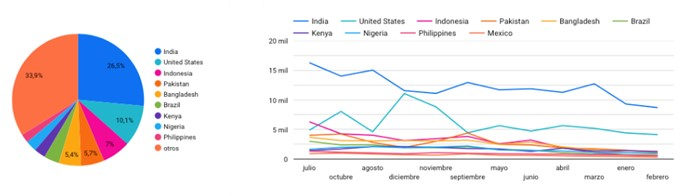 26,5%
10,1%
7%
5,7%
5,4%
33,9%
India
United States
Indonesia
Pakistan
Bangladesh
Brazil
Kenya
Nigeria
Philippines
otros
India United States Indonesia Pakistan Bangladesh Brazil
Kenya Nigeria Philippines Mexico
20 mil
15 mil
10 mil
5 mil
0
julio agosto noviembre mayo abril enero
octubre diciembre septiembre junio marzo febrero